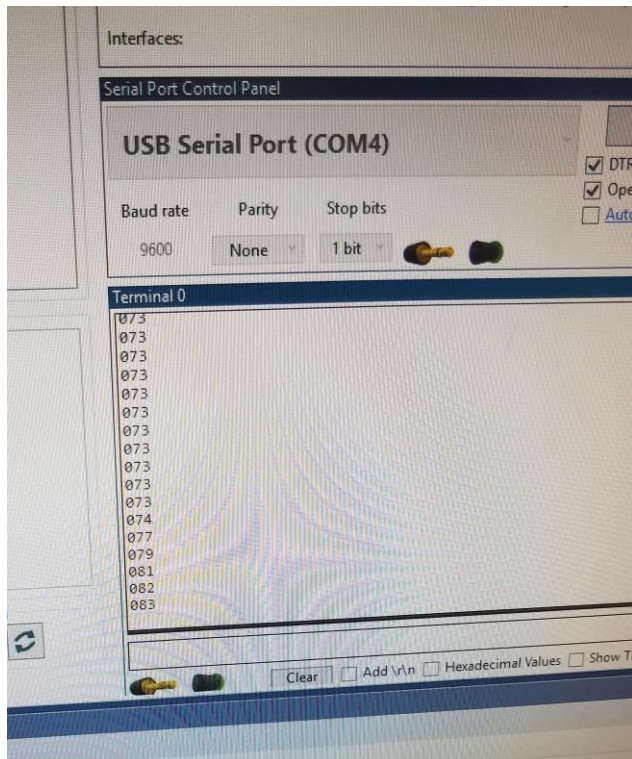 Interfaces:
Serial Port Control Panel
USB Serial Port (COM4)
DTR
Baud rate Parity Stop bits
9600 None 1 bit
Terminal 0
073
073
073
073
073
073
073
073
073
073
073
074
077
079
081
082
083
Clear Add \r\n Hexadecimal Values Show